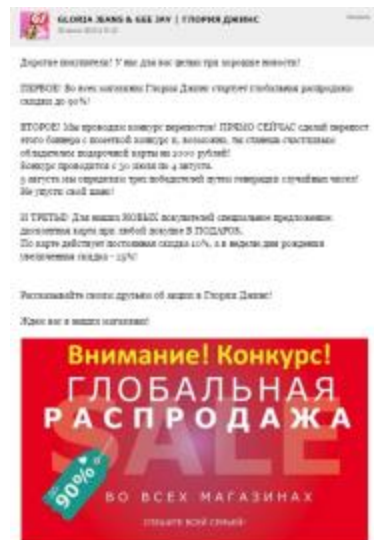 GLORIA JEANS & GEE JAY | ГЛОРИЯ ДЖИНС
Дорогие покупатели! У нас для вас целых три хорошие новости!
ПЕРВОЕ! Во всех магазинах Глория Джинс стартует глобальная распродажа
скидки до 90%!
ВТОРОЕ! Мы проводим конкурс перепостов! ПРЯМО СЕЙЧАС сделай перепост
этого баннера с пометкой конкурс и, возможно, ты станешь счастливым
обладателем подарочной карты на 2000 рублей!
Конкурс проводится с 30 июля по 4 августа.
5 августа мы определим трех победителей путем генерации случайных чисел!
Не упусти свой шанс!
И ТРЕТЬЕ! Для наших НОВЫХ покупателей специальное предложение:
дисконтная карта при любой покупке В ПОДАРОК.
По карте действует постоянная скидка 10%, а в неделю дня рождения
увеличенная скидка - 15%!
Рассказывайте своим друзьям об акции в Глории Джинс!
Ждем вас в наших магазинах!
Внимание! Конкурс!
ГЛОБАЛЬНАЯ
РАСПРОДАЖА
SALE
90%
ВО ВСЕХ МАГАЗИНАХ
СПЕШИТЕ ВСЕЙ СЕМЬЕЙ!